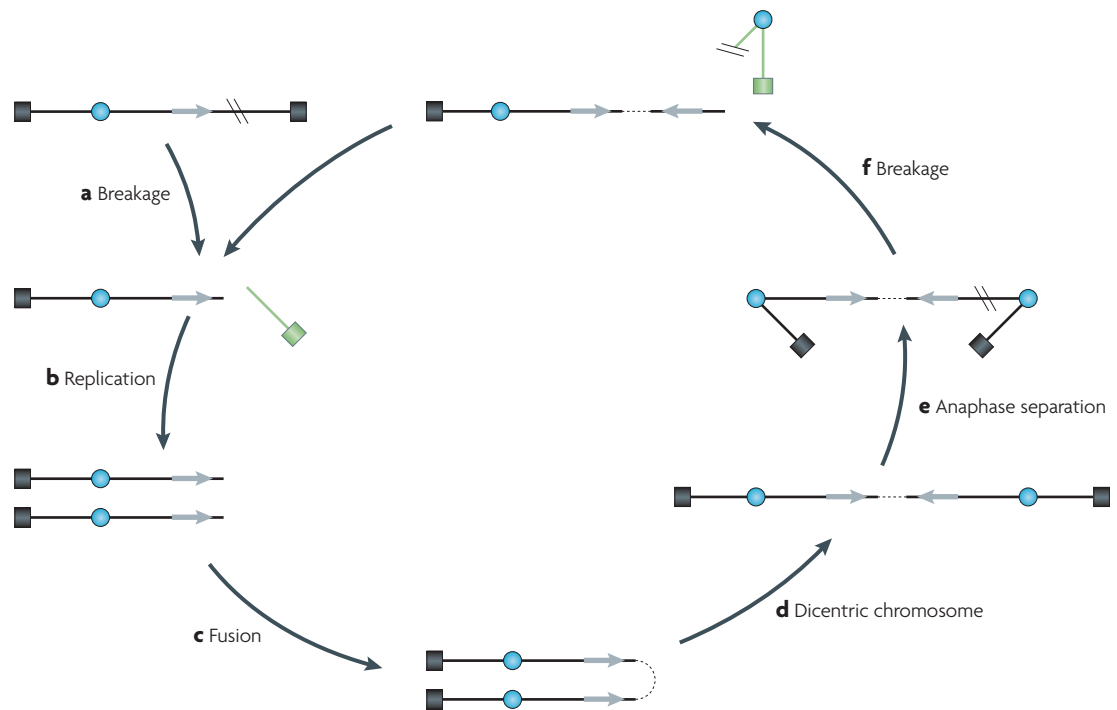 a Breakage
b Replication
c Fusion
d Dicentric chromosome
e Anaphase separation
f Breakage